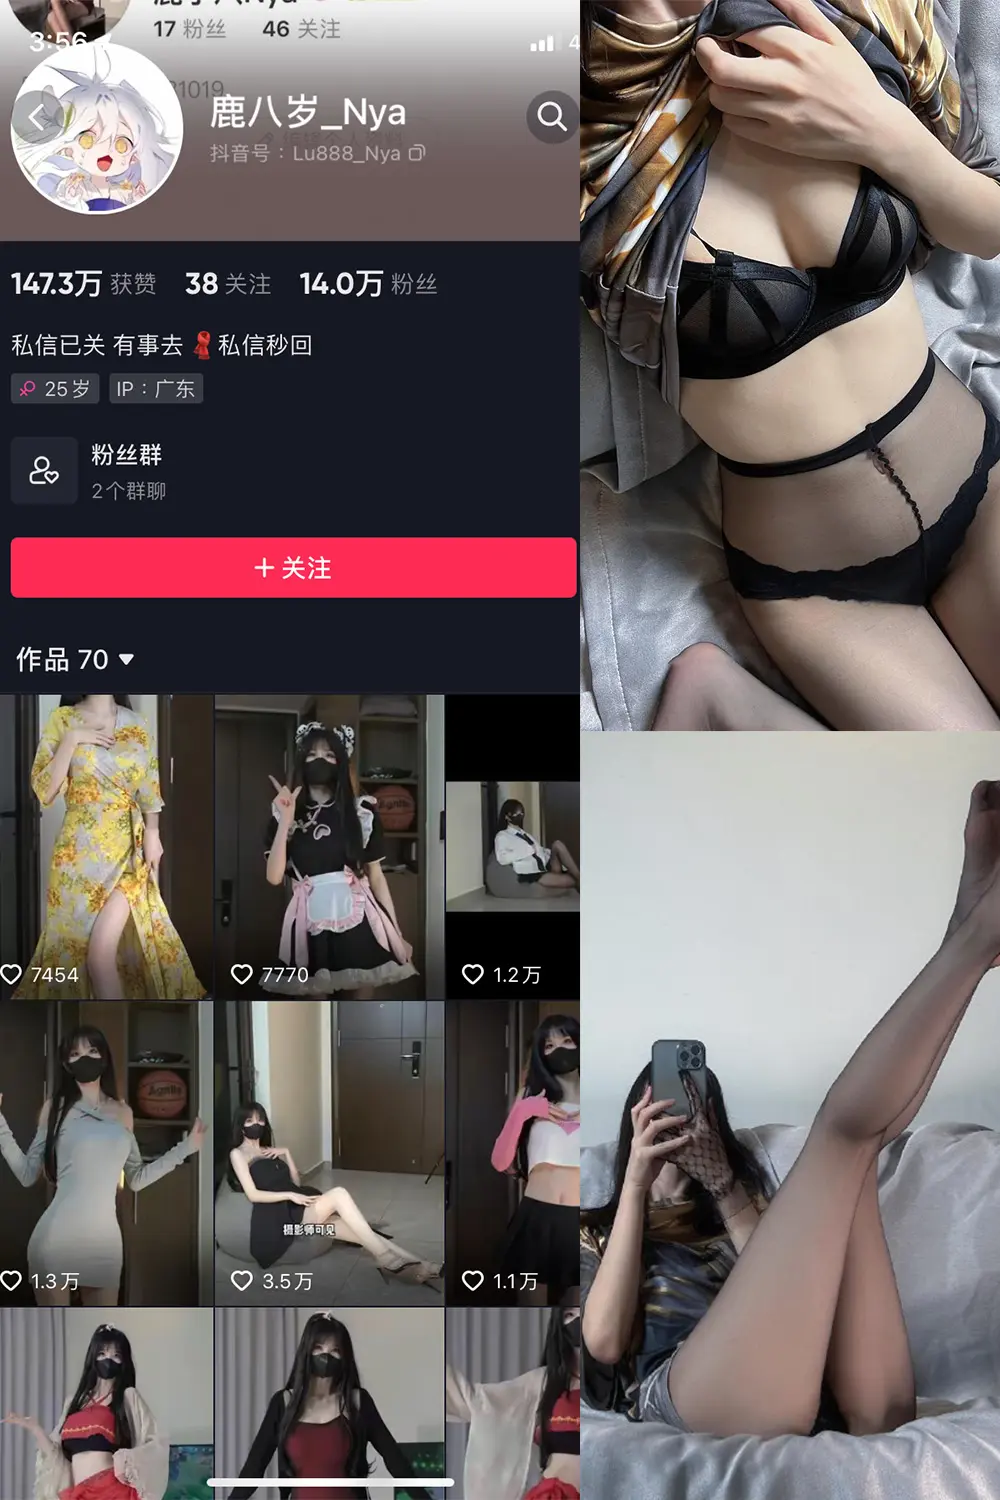 17 粉丝 46 关注
3:56
31019
鹿八岁_Nya
抖音号：Lu888_Nya
147.3万 获赞 38 关注 14.0万 粉丝
私信已关 有事去 私信秒回
25岁 IP：广东
粉丝群
2个群聊
+ 关注
作品 70
7454
7770
1.2万
1.3万
摄影师可见
3.5万
1.1万